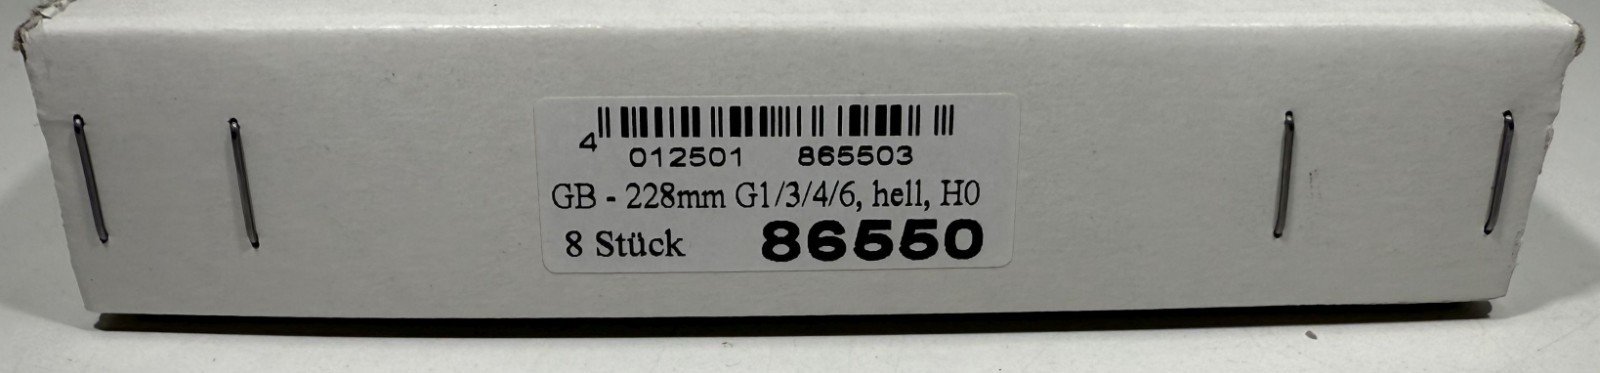 4 012501 865503
GB - 228mm G1/3/4/6, hell, H0
8 Stück 86550